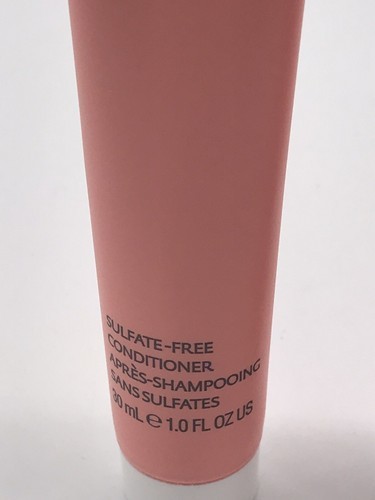 SULFATE-FREE
CONDITIONER
APRÈS-SHAMPOOING
SANS SULFATES
30 mL ℮ 1.0 FL OZ US